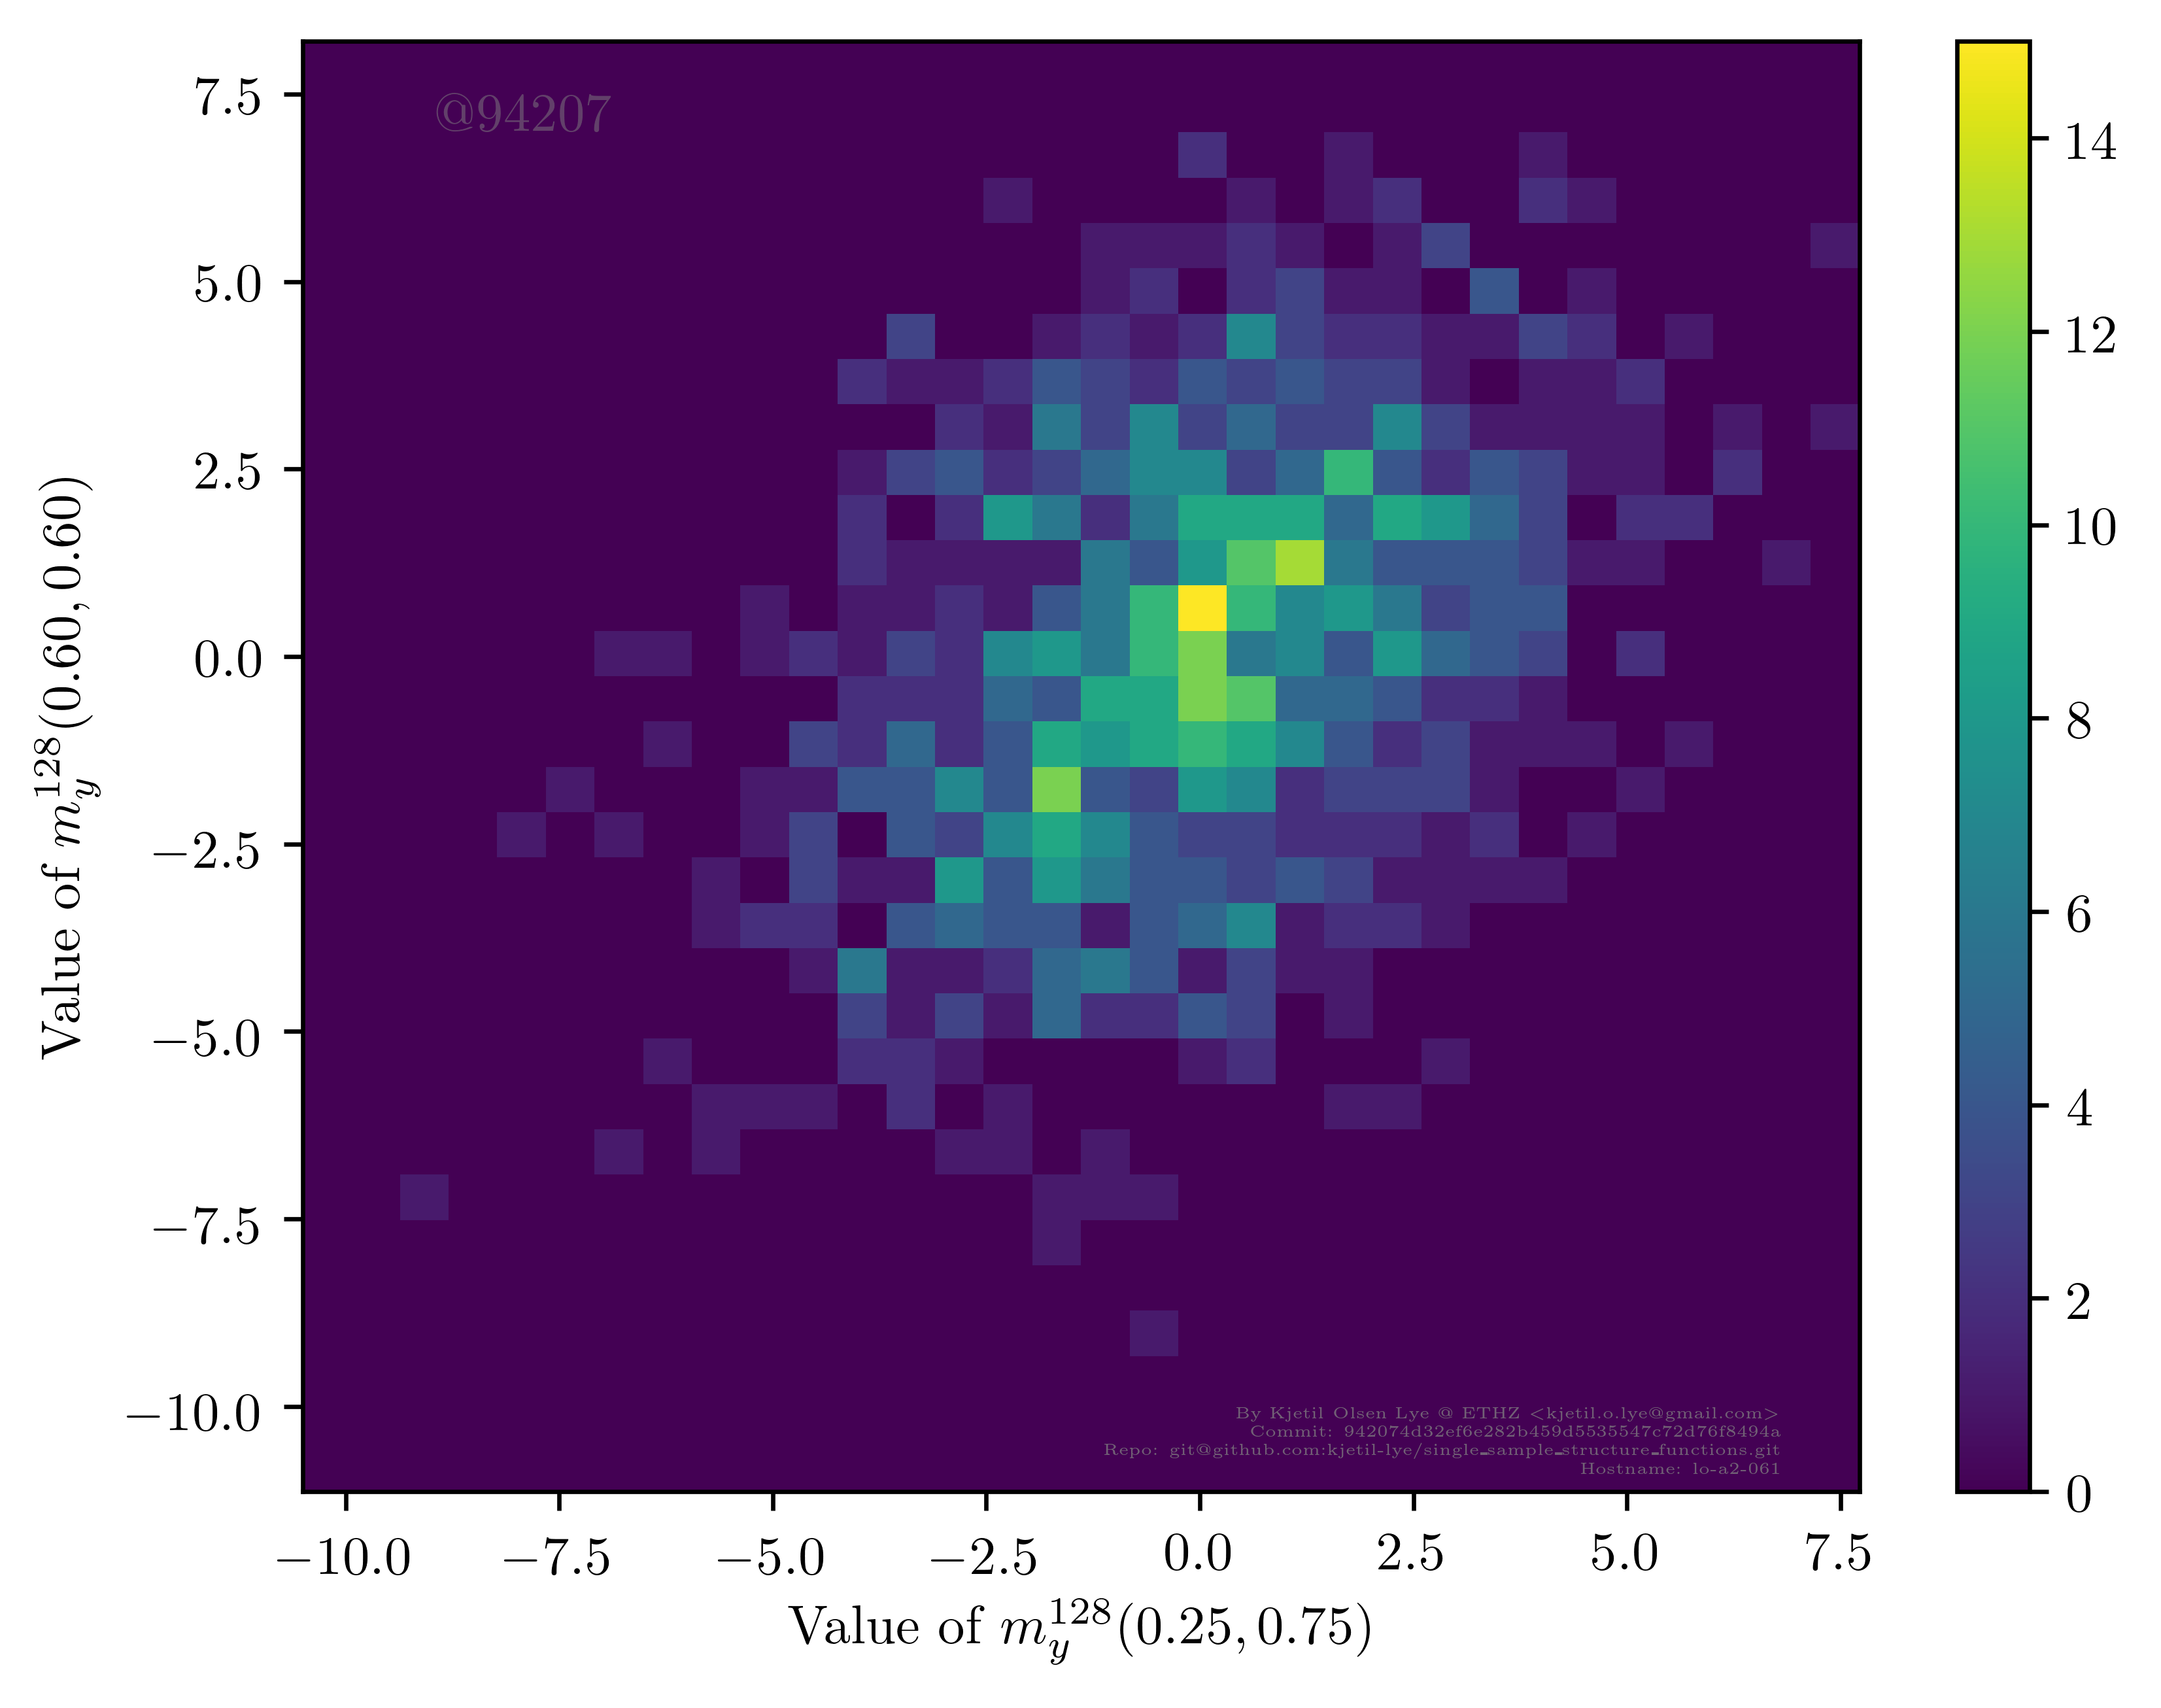 @94207
7.5
5.0
2.5
0.0
−2.5
−5.0
−7.5
−10.0
Value of m_y^128(0.60, 0.60)
14
12
10
8
6
4
2
0
By Kjetil Olsen Lye @ ETHZ <kjetil.o.lye@gmail.com>
Commit: 942074d32ef6e282b459d5535547c72d76f8494a
Repo: git@github.com:kjetil-lye/single_sample_structure_functions.git
Hostname: lo-a2-061
−10.0 −7.5 −5.0 −2.5 0.0 2.5 5.0 7.5
Value of m_y^128(0.25, 0.75)